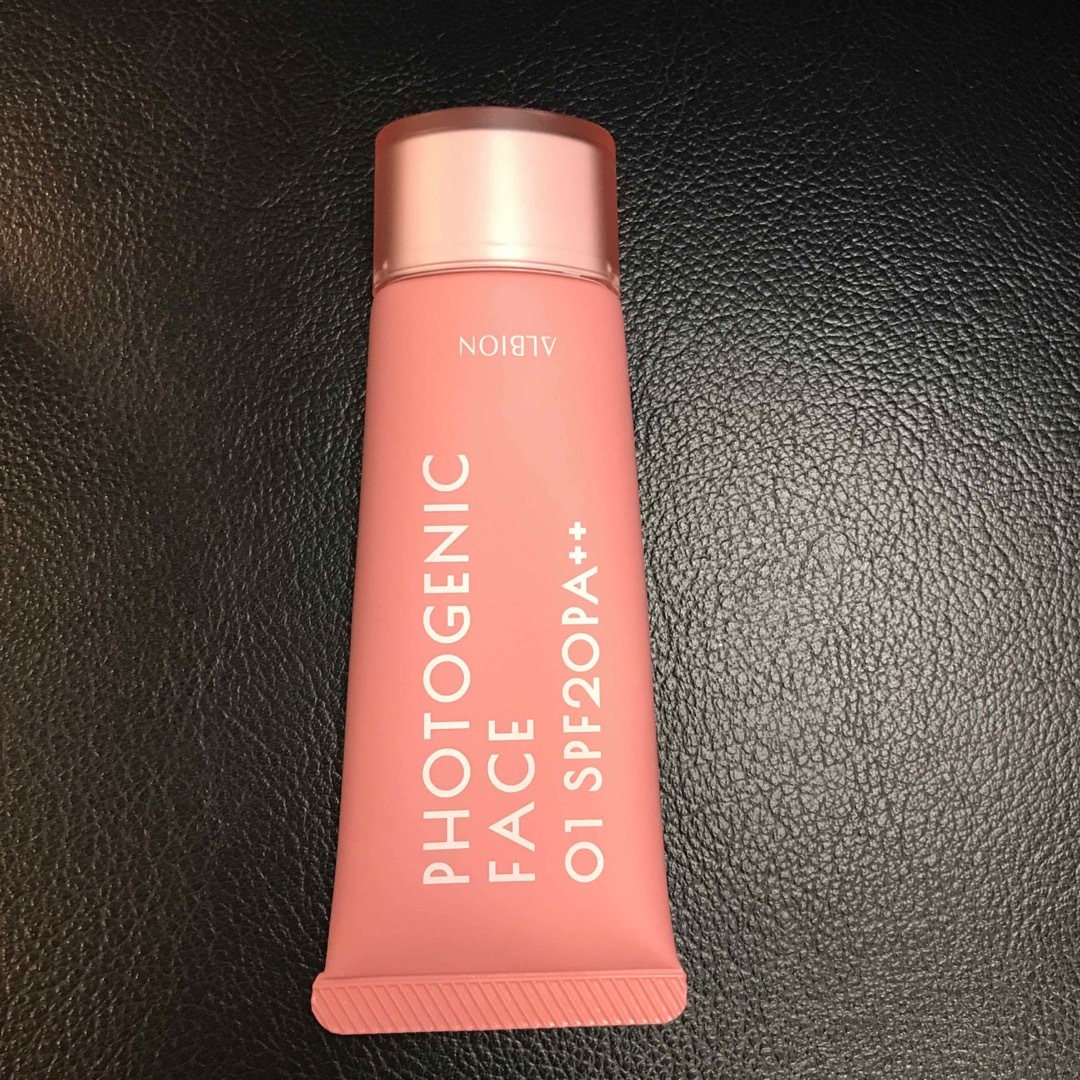 ALBION
PHOTOGENIC
FACE
01 SPF20PA++